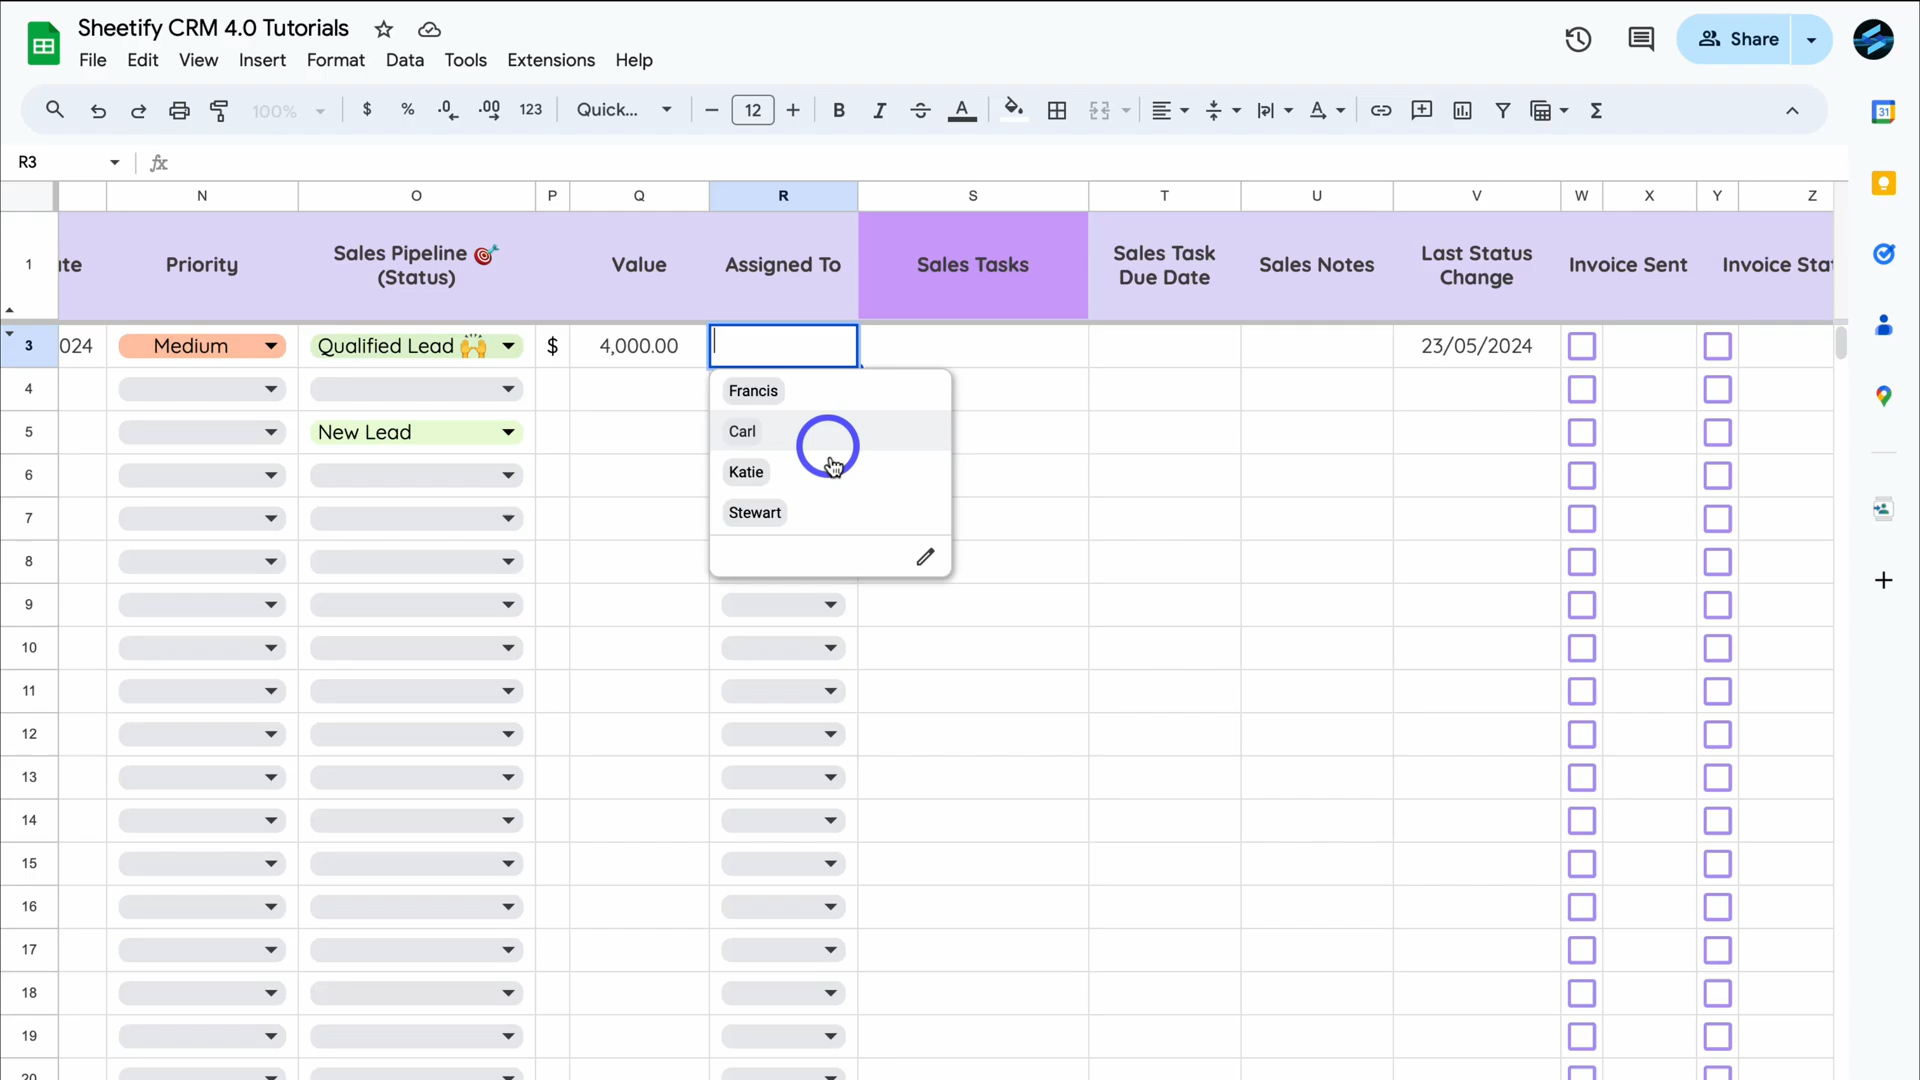 Sheetify CRM 4.0 Tutorials
File Edit View Insert Format Data Tools Extensions Help
Share
100% $ % .0 .00 123 Quick... 12 B I A Σ
31
R3 fx
N O P Q R S T U V W X Y Z
1 ate Priority Sales Pipeline 🎯 Value Assigned To Sales Tasks Sales Task Sales Notes Last Status Invoice Sent Invoice Stat
(Status) Due Date Change
3 024 Medium Qualified Lead 🙌 $ 4,000.00 23/05/2024
4 Francis
5 New Lead Carl
6 Katie
7 Stewart
8
9
10
11
12
13
14
15
16
17
18
19
20